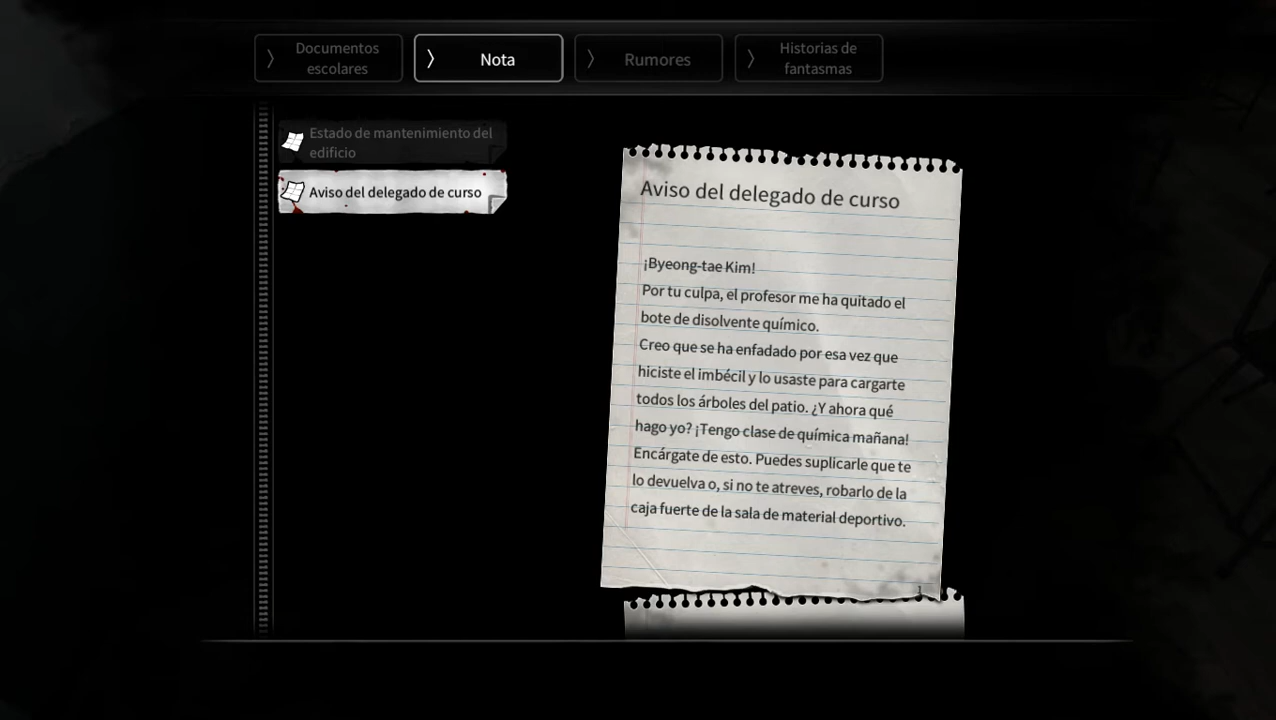 Documentos
escolares
Nota
Rumores
Historias de
fantasmas
Estado de mantenimiento del
edificio
Aviso del delegado de curso
Aviso del delegado de curso
¡Byeong-tae Kim!
Por tu culpa, el profesor me ha quitado el
bote de disolvente químico.
Creo que se ha enfadado por esa vez que
hiciste el imbécil y lo usaste para cargarte
todos los árboles del patio. ¿Y ahora qué
hago yo? ¡Tengo clase de química mañana!
Encárgate de esto. Puedes suplicarle que te
lo devuelva o, si no te atreves, robarlo de la
caja fuerte de la sala de material deportivo.
1